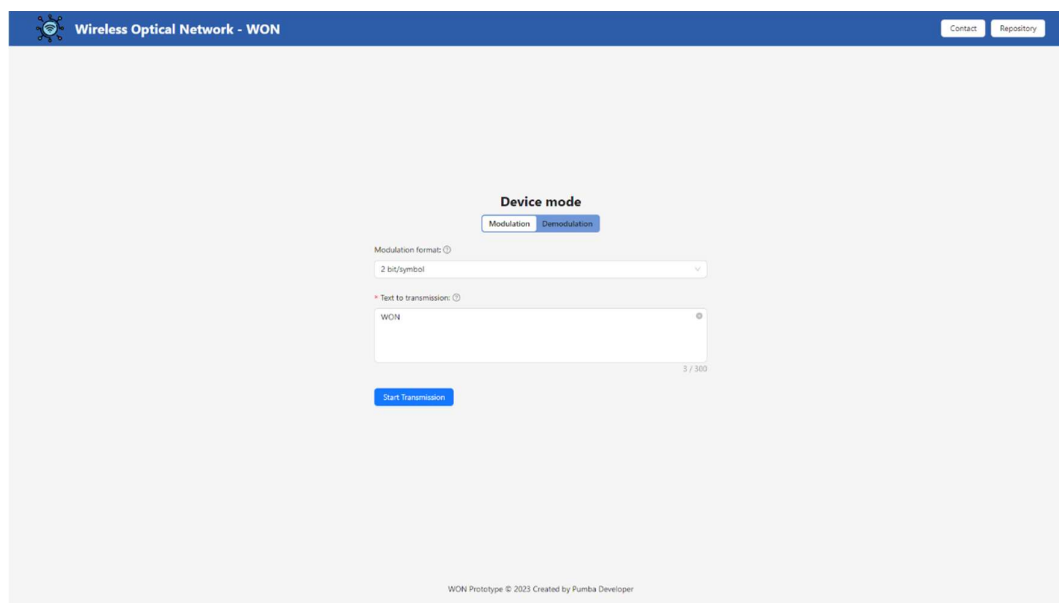 Wireless Optical Network - WON
Contact
Repository
Device mode
Modulation
Demodulation
Modulation format:
2 bit/symbol
* Text to transmission:
WON
3 / 300
Start Transmission
WON Prototype © 2023 Created by Pumba Developer